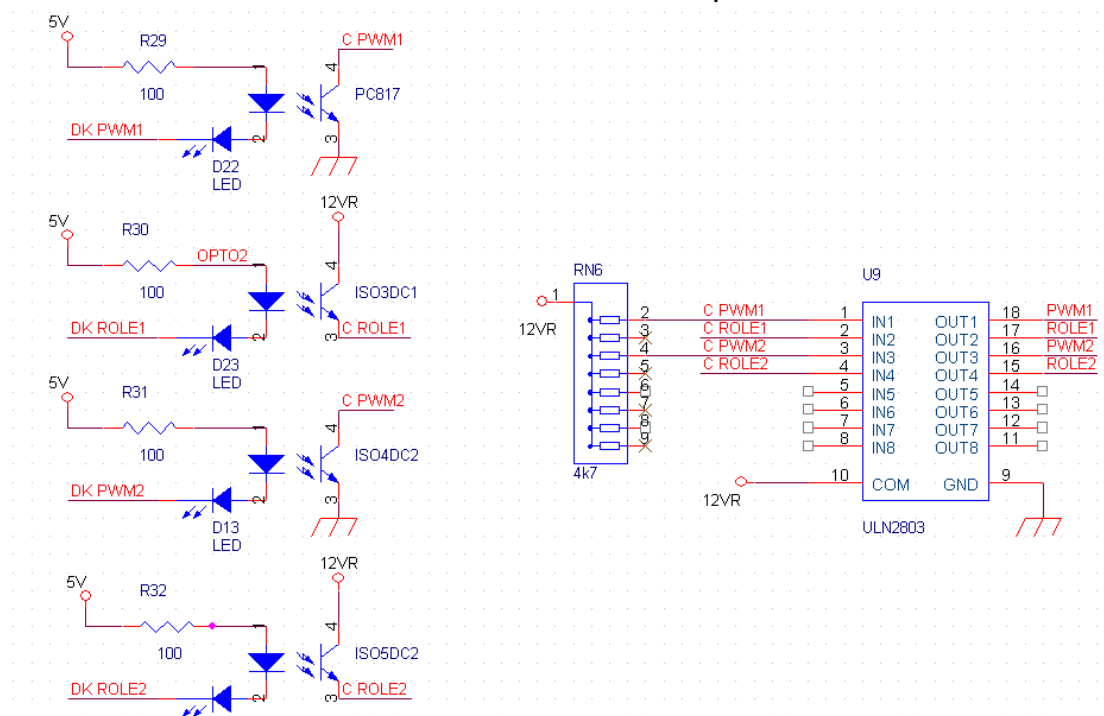 5V
R29
100
C PWM1
1
4
PC817
DK PWM1
2
3
D22
LED
12VR
5V
R30
OPTO2
100
1
4
ISO3DC1
DK ROLE1
2
3
C ROLE1
D23
LED
5V
R31
100
C PWM2
1
4
ISO4DC2
DK PWM2
2
3
D13
LED
12VR
5V
R32
100
1
4
ISO5DC2
DK ROLE2
2
3
C ROLE2
RN6
1
12VR
2
3
4
5
6
7
8
9
4k7
C PWM1
C ROLE1
C PWM2
C ROLE2
U9
1 IN1 OUT1 18 PWM1
2 IN2 OUT2 17 ROLE1
3 IN3 OUT3 16 PWM2
4 IN4 OUT4 15 ROLE2
5 IN5 OUT5 14
6 IN6 OUT6 13
7 IN7 OUT7 12
8 IN8 OUT8 11
10 COM GND 9
12VR
ULN2803